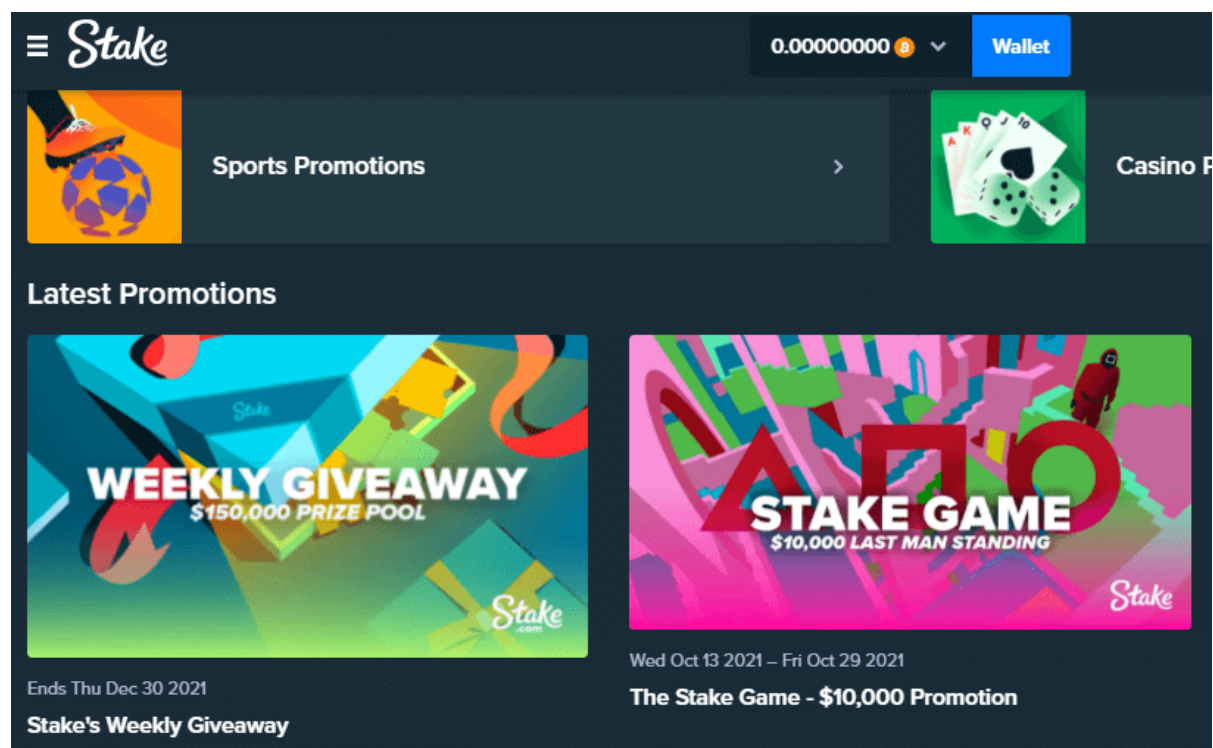 Stake
0.00000000
Wallet
Sports Promotions
Casino P
A K Q J 10
Latest Promotions
Stake
WEEKLY GIVEAWAY
$150,000 PRIZE POOL
Stake
.com
Ends Thu Dec 30 2021
Stake's Weekly Giveaway
STAKE GAME
$10,000 LAST MAN STANDING
Stake
Wed Oct 13 2021 – Fri Oct 29 2021
The Stake Game - $10,000 Promotion